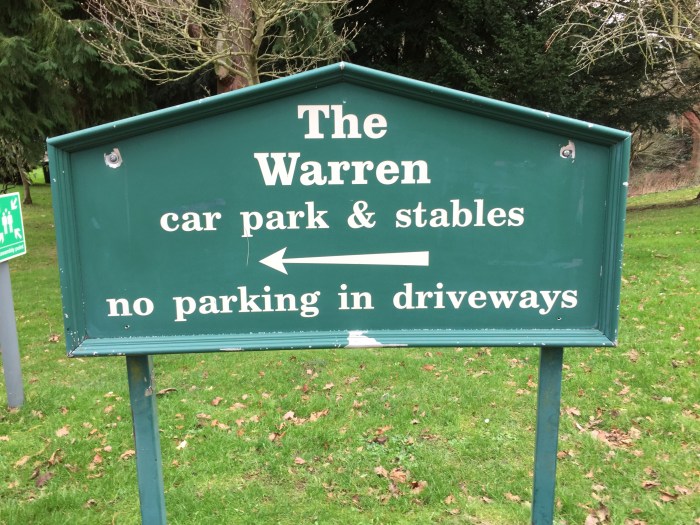 The
Warren
car park & stables
no parking in driveways